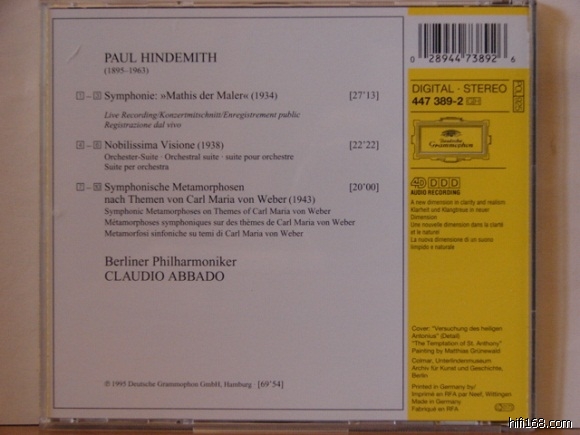 PAUL HINDEMITH
(1895–1963)
1 – 3 Symphonie: »Mathis der Maler« (1934) [27'13]
Live Recording/Konzertmitschnitt/Enregistrement public
Registrazione dal vivo
4 – 6 Nobilissima Visione (1938) [22'22]
Orchester-Suite · Orchestral suite · suite pour orchestre
Suite per orchestra
7 – Symphonische Metamorphosen [20'00]
nach Themen von Carl Maria von Weber (1943)
Symphonic Metamorphoses on Themes of Carl Maria von Weber
Métamorphoses symphoniques sur des thèmes de Carl Maria von Weber
Metamorfosi sinfoniche su temi di Carl Maria von Weber
Berliner Philharmoniker
CLAUDIO ABBADO
℗ 1995 Deutsche Grammophon GmbH, Hamburg [69'54]
0 28944 73892 6
DIGITAL · STEREO
447 389-2 GH
Deutsche
Grammophon
4D DDD
AUDIO RECORDING
A new dimension in clarity and realism
Klarheit und Klangtreue in neuer
Dimension
Une nouvelle dimension dans la clarté
et le naturel
La nuova dimensione di un suono
limpido e naturale
Cover: "Versuchung des heiligen
Antonius" (Detail)
"The Temptation of St. Anthony"
Painting by Matthias Grünewald
Colmar, Unterlindenmuseum
Archiv für Kunst und Geschichte,
Berlin
Printed in Germany by/
Imprimé en RFA par Neef, Wittingen
Made in Germany
Fabriqué en RFA
hifi168.com